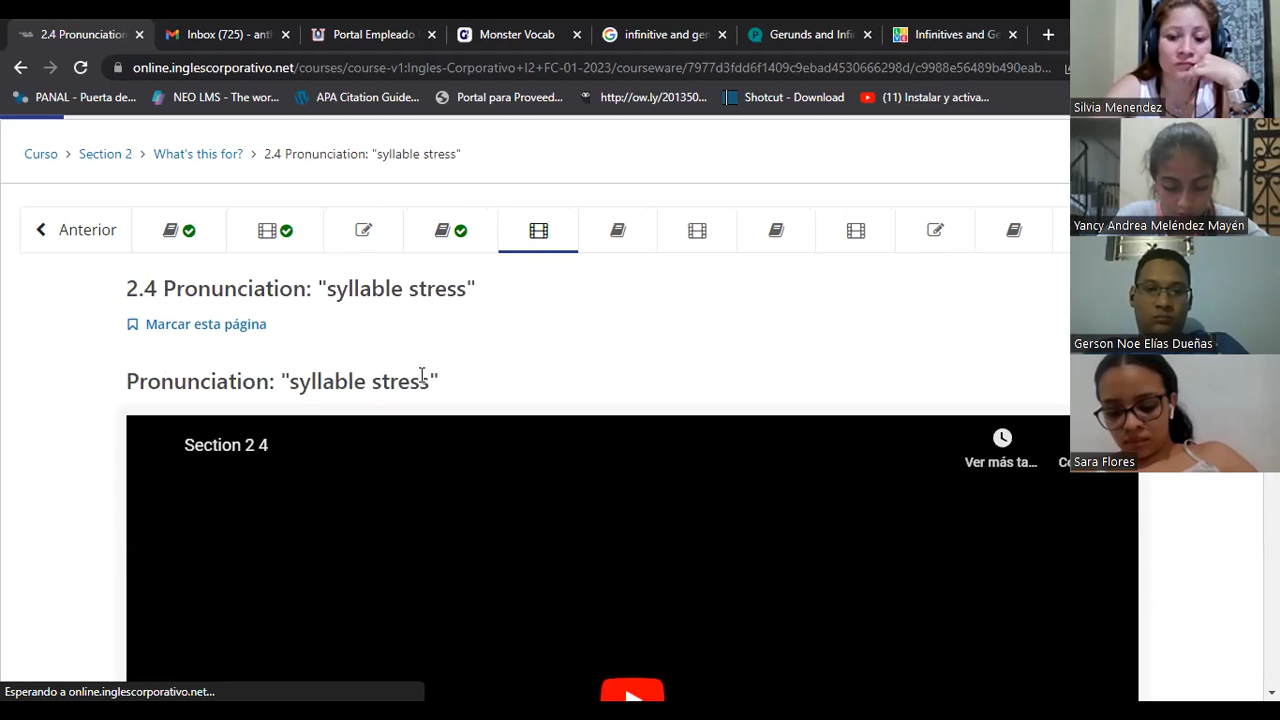 2.4 Pronunciation
Inbox (725) - ant
Portal Empleado
Monster Vocab
infinitive and ger
Gerunds and Infi
Infinitives and Ge
online.inglescorporativo.net/courses/course-v1:Ingles-Corporativo+I2+FC-01-2023/courseware/7977d3fdd6f1409c9ebad4530666298d/c9988e56489b490eab...
PANAL - Puerta de...
NEO LMS - The wor...
APA Citation Guide...
Portal para Proveed...
http://ow.ly/201350...
Shotcut - Download
(11) Instalar y activa...
Curso > Section 2 > What's this for? > 2.4 Pronunciation: "syllable stress"
Anterior
2.4 Pronunciation: "syllable stress"
Marcar esta página
Pronunciation: "syllable stress"
Section 2 4
Ver más ta...
Esperando a online.inglescorporativo.net...
Silvia Menendez
Yancy Andrea Meléndez Mayén
Gerson Noe Elías Dueñas
Sara Flores